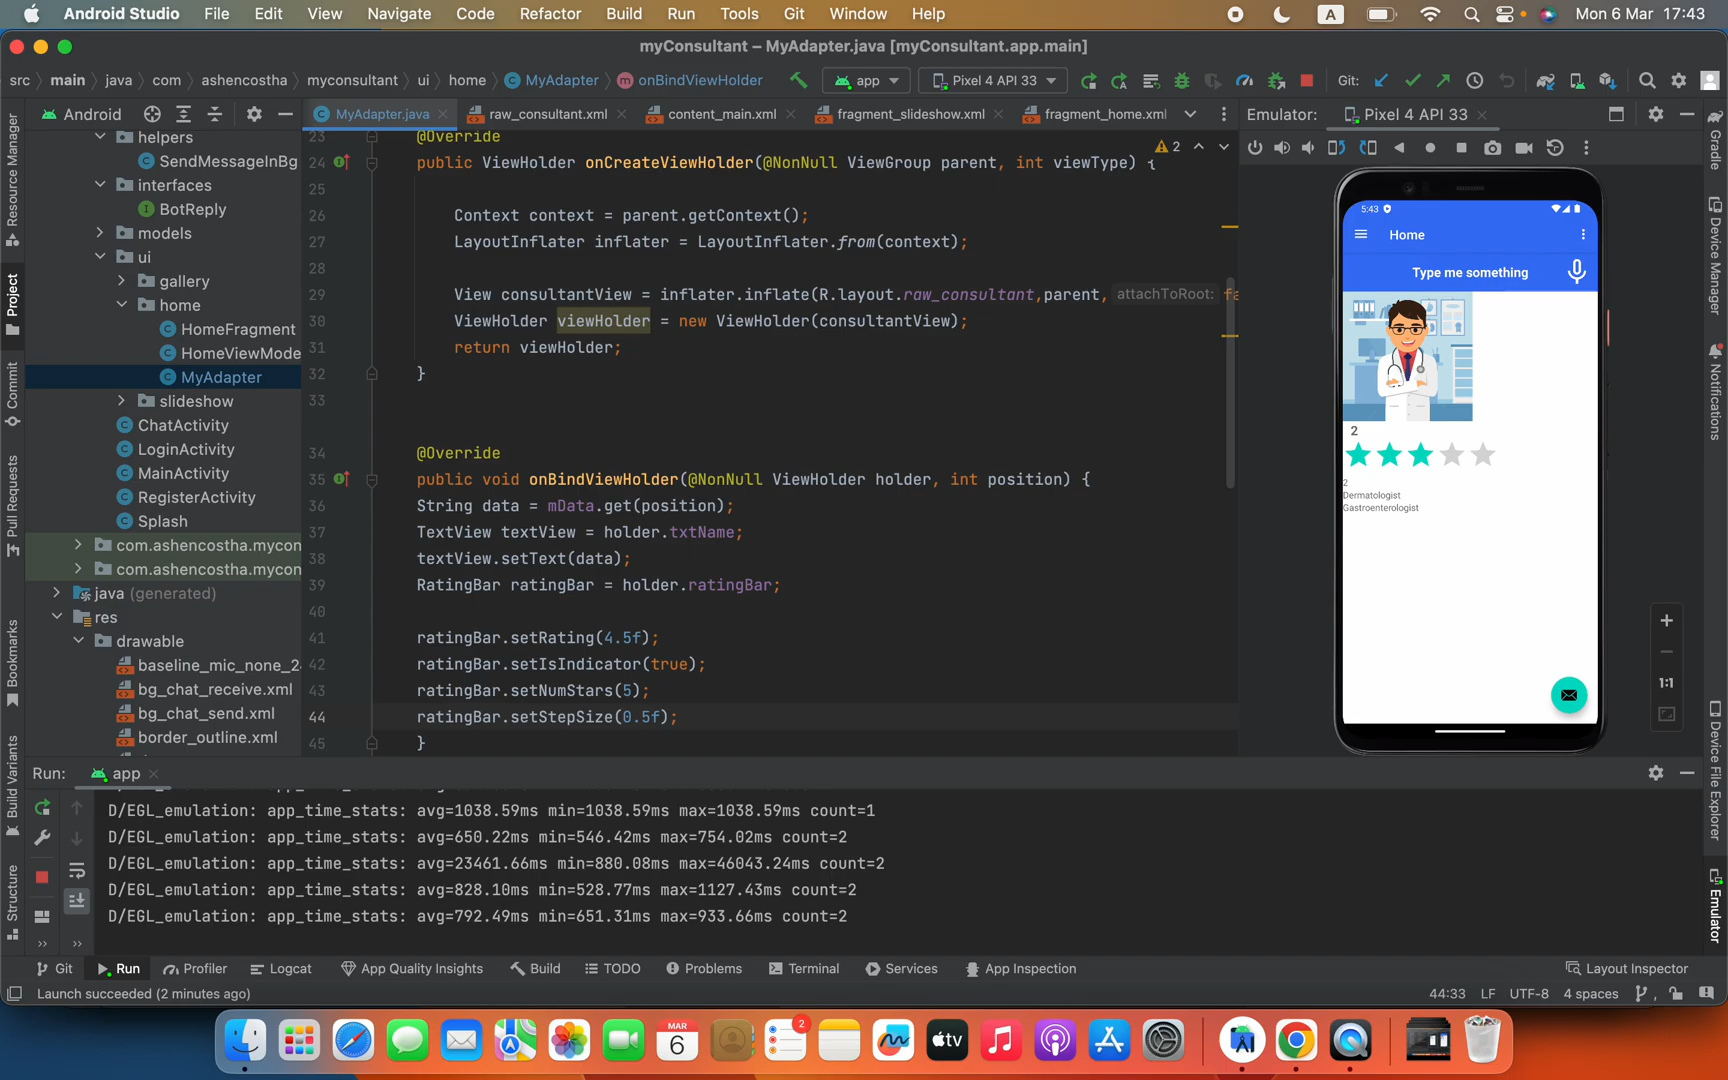 Android Studio File Edit View Navigate Code Refactor Build Run Tools Git Window Help A Mon 6 Mar 17:43
myConsultant – MyAdapter.java [myConsultant.app.main]
src main java com ashencostha myconsultant ui home MyAdapter onBindViewHolder app Pixel 4 API 33 Git:
Android MyAdapter.java raw_consultant.xml content_main.xml fragment_slideshow.xml fragment_home.xml Emulator: Pixel 4 API 33
Resource Manager
Project
Commit
Pull Requests
Bookmarks
Build Variants
Structure
helpers
SendMessageInBg
interfaces
BotReply
models
ui
gallery
home
HomeFragment
HomeViewMode
MyAdapter
slideshow
ChatActivity
LoginActivity
MainActivity
RegisterActivity
Splash
com.ashencostha.mycon
com.ashencostha.mycon
java (generated)
res
drawable
baseline_mic_none_2
bg_chat_receive.xml
bg_chat_send.xml
border_outline.xml
2
23 @Override
24 public ViewHolder onCreateViewHolder(@NonNull ViewGroup parent, int viewType) {
25
26 Context context = parent.getContext();
27 LayoutInflater inflater = LayoutInflater.from(context);
28
29 View consultantView = inflater.inflate(R.layout.raw_consultant,parent, attachToRoot: fa
30 ViewHolder viewHolder = new ViewHolder(consultantView);
31 return viewHolder;
32 }
33
34 @Override
35 public void onBindViewHolder(@NonNull ViewHolder holder, int position) {
36 String data = mData.get(position);
37 TextView textView = holder.txtName;
38 textView.setText(data);
39 RatingBar ratingBar = holder.ratingBar;
40
41 ratingBar.setRating(4.5f);
42 ratingBar.setIsIndicator(true);
43 ratingBar.setNumStars(5);
44 ratingBar.setStepSize(0.5f);
45 }
5:43
Home
Type me something
2
2
Dermatologist
Gastroenterologist
1:1
Gradle
Device Manager
Notifications
Device File Explorer
Emulator
Run: app
D/EGL_emulation: app_time_stats: avg=1038.59ms min=1038.59ms max=1038.59ms count=1
D/EGL_emulation: app_time_stats: avg=650.22ms min=546.42ms max=754.02ms count=2
D/EGL_emulation: app_time_stats: avg=23461.66ms min=880.08ms max=46043.24ms count=2
D/EGL_emulation: app_time_stats: avg=828.10ms min=528.77ms max=1127.43ms count=2
D/EGL_emulation: app_time_stats: avg=792.49ms min=651.31ms max=933.66ms count=2
Git Run Profiler Logcat App Quality Insights Build TODO Problems Terminal Services App Inspection Layout Inspector
Launch succeeded (2 minutes ago) 44:33 LF UTF-8 4 spaces
MAR
6
2
tv